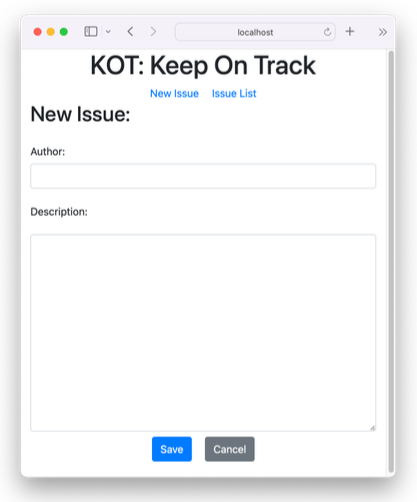 localhost
KOT: Keep On Track
New Issue Issue List
New Issue:
Author:
Description:
Save Cancel